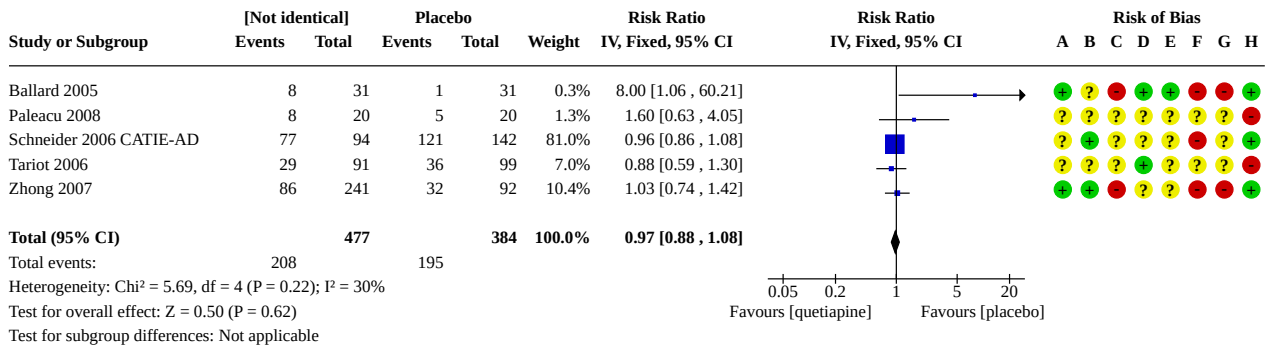 [Not identical] Placebo Risk Ratio Risk Ratio Risk of Bias
Study or Subgroup Events Total Events Total Weight IV, Fixed, 95% CI IV, Fixed, 95% CI A B C D E F G H
Ballard 2005 8 31 1 31 0.3% 8.00 [1.06 , 60.21] + ? - + + - - +
Paleacu 2008 8 20 5 20 1.3% 1.60 [0.63 , 4.05] ? ? ? ? ? ? ? -
Schneider 2006 CATIE-AD 77 94 121 142 81.0% 0.96 [0.86 , 1.08] ? + ? ? ? - ? +
Tariot 2006 29 91 36 99 7.0% 0.88 [0.59 , 1.30] ? ? ? + ? ? ? -
Zhong 2007 86 241 32 92 10.4% 1.03 [0.74 , 1.42] + + - ? ? - - +
Total (95% CI) 477 384 100.0% 0.97 [0.88 , 1.08]
Total events: 208 195
Heterogeneity: Chi² = 5.69, df = 4 (P = 0.22); I² = 30%
0.05 0.2 1 5 20
Test for overall effect: Z = 0.50 (P = 0.62)
Favours [quetiapine] Favours [placebo]
Test for subgroup differences: Not applicable